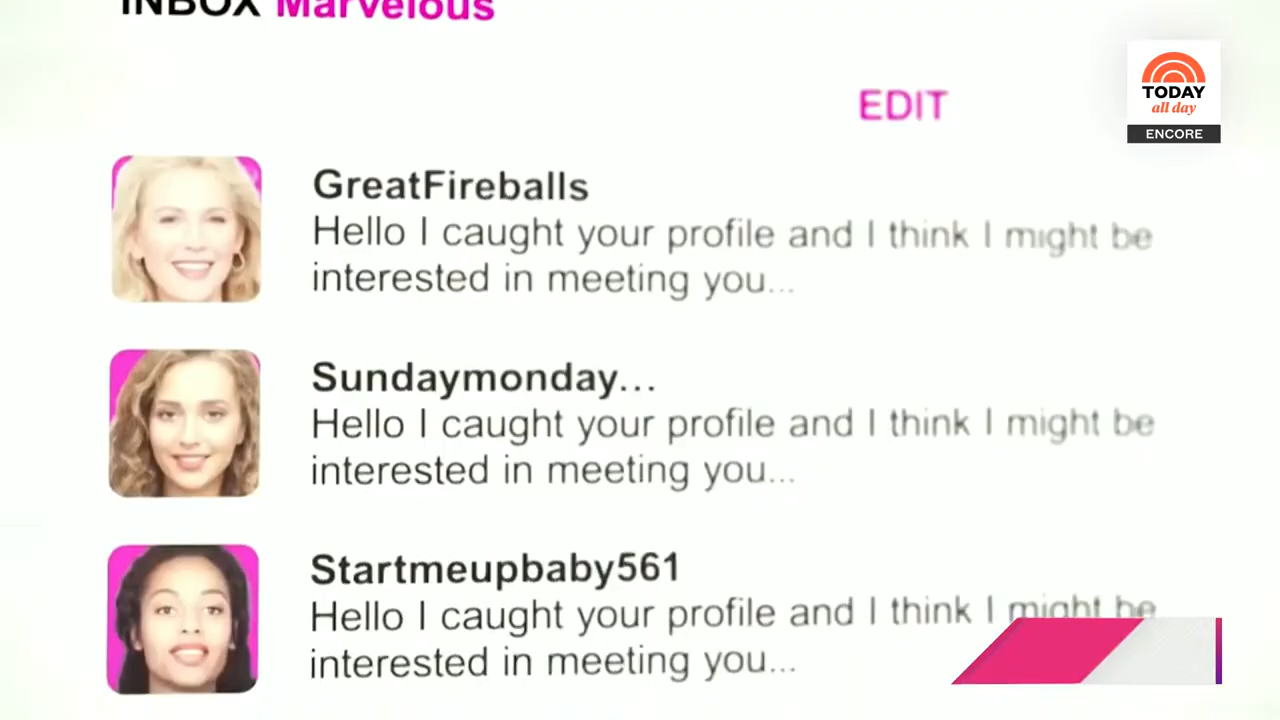 INBOX Marvelous
EDIT
TODAY
all day
ENCORE
GreatFireballs
Hello I caught your profile and I think I might be
interested in meeting you...
Sundaymonday...
Hello I caught your profile and I think I might be
interested in meeting you...
Startmeupbaby561
Hello I caught your profile and I think I might be
interested in meeting you...